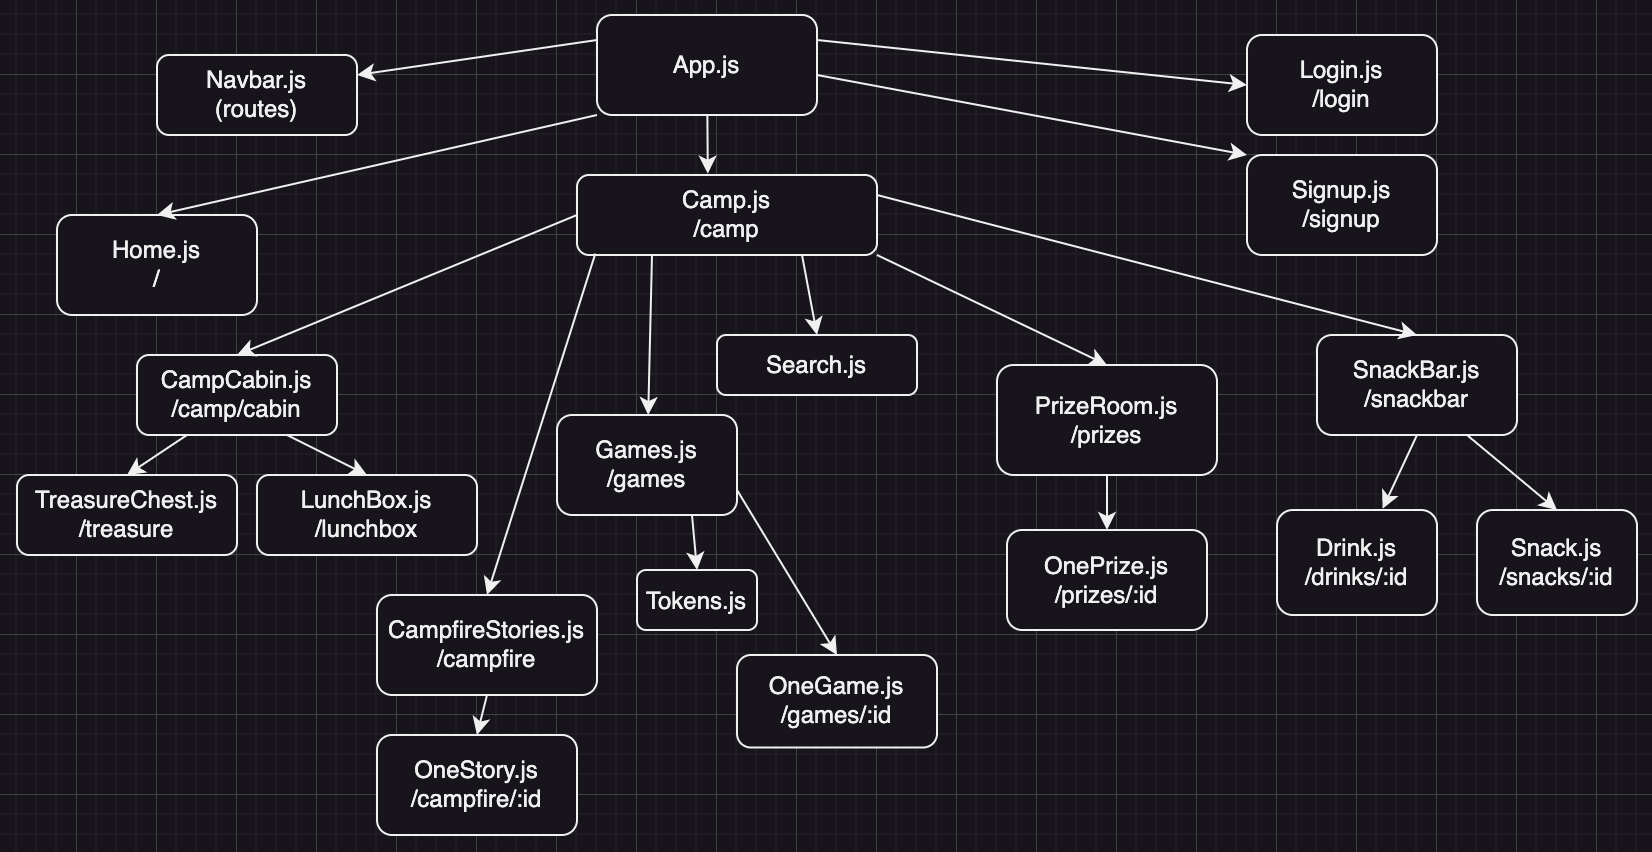 App.js
Navbar.js
(routes)
Login.js
/login
Signup.js
/signup
Camp.js
/camp
Home.js
/
CampCabin.js
/camp/cabin
Search.js
PrizeRoom.js
/prizes
SnackBar.js
/snackbar
Games.js
/games
TreasureChest.js
/treasure
LunchBox.js
/lunchbox
Tokens.js
OnePrize.js
/prizes/:id
Drink.js
/drinks/:id
Snack.js
/snacks/:id
CampfireStories.js
/campfire
OneGame.js
/games/:id
OneStory.js
/campfire/:id